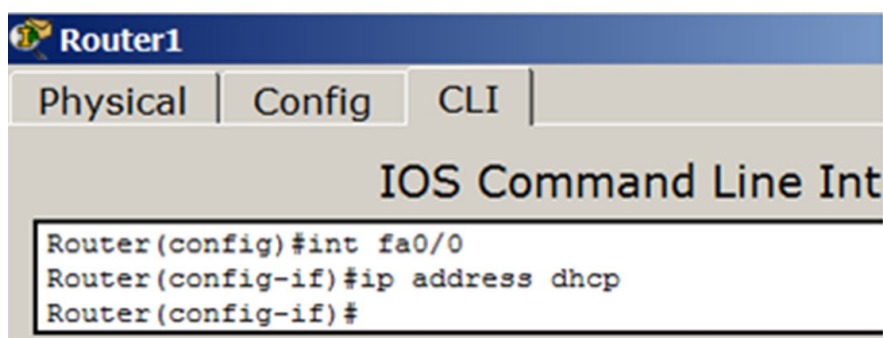 Router1
Physical Config CLI
IOS Command Line Int
Router(config)#int fa0/0
Router(config-if)#ip address dhcp
Router(config-if)#